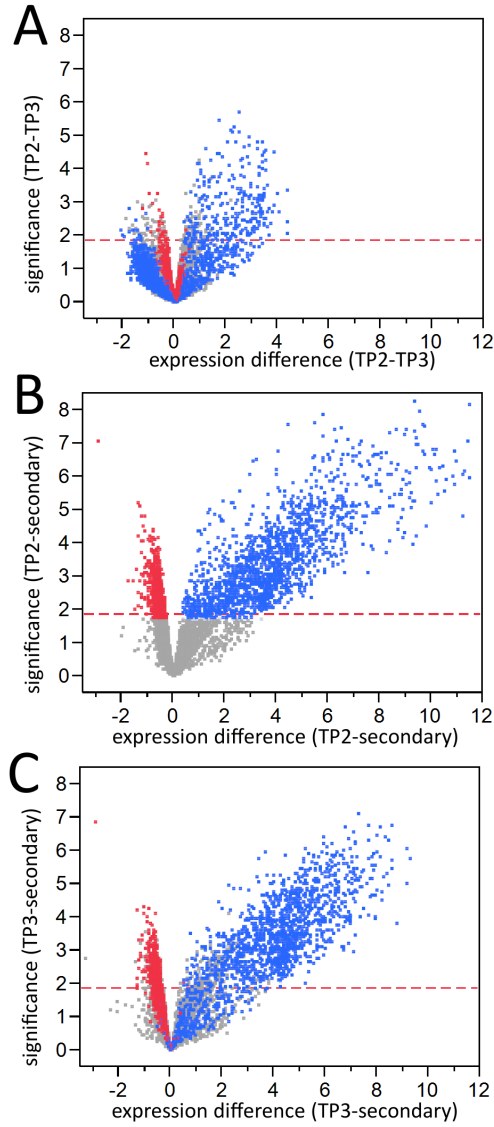 A
8
7
6
5
4
3
2
1
0
significance (TP2-TP3)
-2 0 2 4 6 8 10 12
expression difference (TP2-TP3)
B
8
7
6
5
4
3
2
1
0
significance (TP2-secondary)
-2 0 2 4 6 8 10 12
expression difference (TP2-secondary)
C
8
7
6
5
4
3
2
1
0
significance (TP3-secondary)
-2 0 2 4 6 8 10 12
expression difference (TP3-secondary)